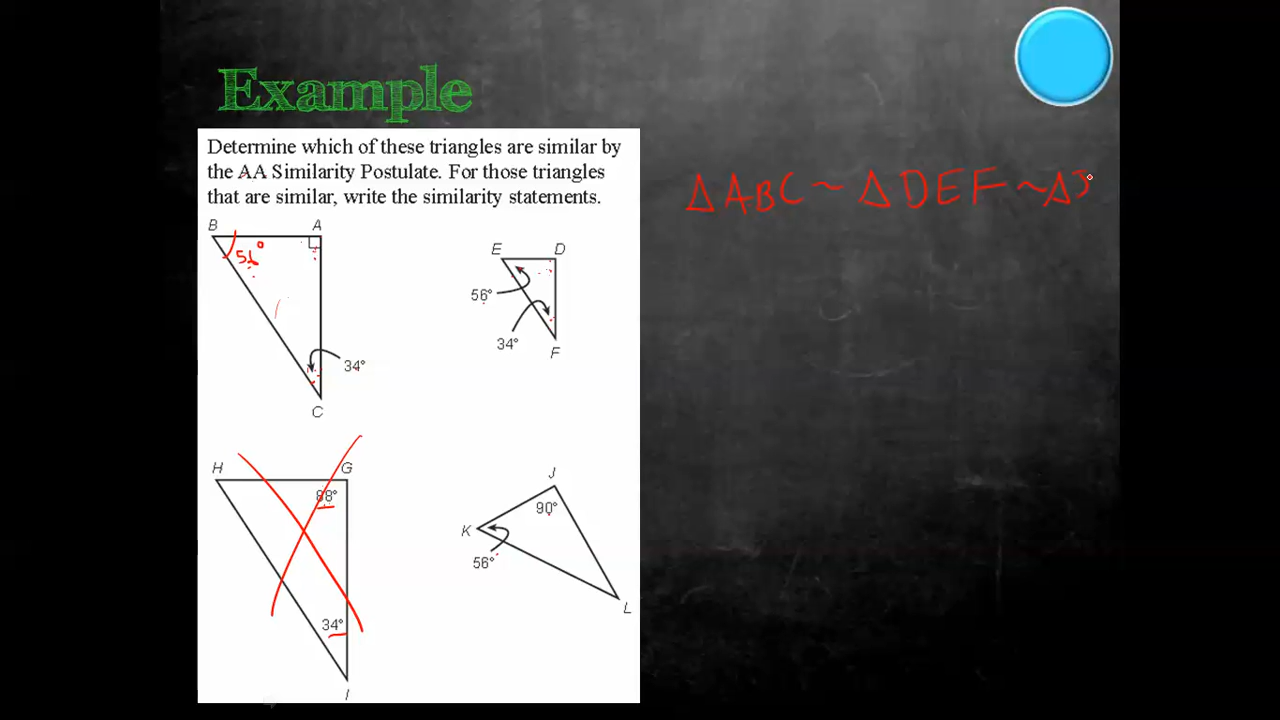 Example
Determine which of these triangles are similar by
the AA Similarity Postulate. For those triangles
that are similar, write the similarity statements.
ΔABC ~ ΔDEF ~ Δ
B A
56°
34°
C
E D
56°
34°
F
H G
88°
34°
I
J
90°
K
56°
L